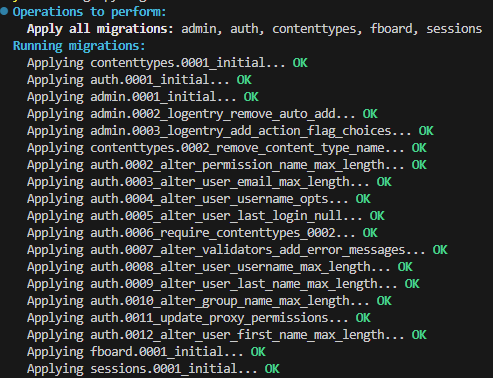 Operations to perform:
Apply all migrations: admin, auth, contenttypes, fboard, sessions
Running migrations:
Applying contenttypes.0001_initial... OK
Applying auth.0001_initial... OK
Applying admin.0001_initial... OK
Applying admin.0002_logentry_remove_auto_add... OK
Applying admin.0003_logentry_add_action_flag_choices... OK
Applying contenttypes.0002_remove_content_type_name... OK
Applying auth.0002_alter_permission_name_max_length... OK
Applying auth.0003_alter_user_email_max_length... OK
Applying auth.0004_alter_user_username_opts... OK
Applying auth.0005_alter_user_last_login_null... OK
Applying auth.0006_require_contenttypes_0002... OK
Applying auth.0007_alter_validators_add_error_messages... OK
Applying auth.0008_alter_user_username_max_length... OK
Applying auth.0009_alter_user_last_name_max_length... OK
Applying auth.0010_alter_group_name_max_length... OK
Applying auth.0011_update_proxy_permissions... OK
Applying auth.0012_alter_user_first_name_max_length... OK
Applying fboard.0001_initial... OK
Applying sessions.0001_initial... OK